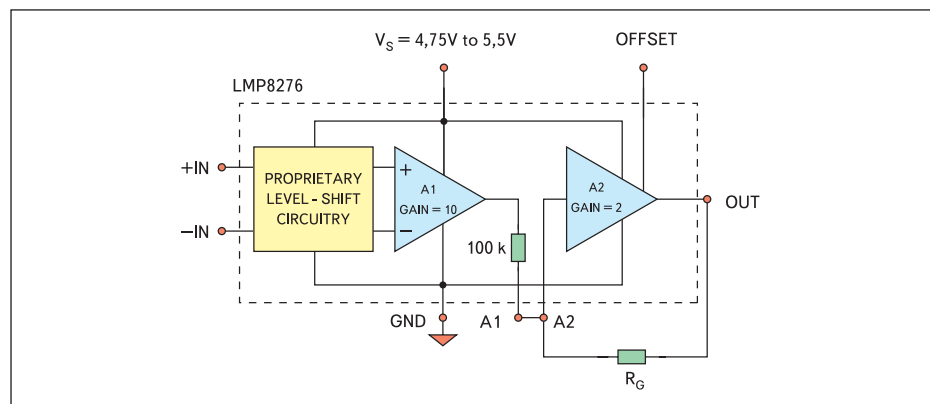 V_S = 4,75V to 5,5V
OFFSET
LMP8276
+IN
-IN
PROPRIETARY
LEVEL - SHIFT
CIRCUITRY
+
A1
GAIN = 10
−
A2
GAIN = 2
OUT
100 k
GND
A1
A2
R_G